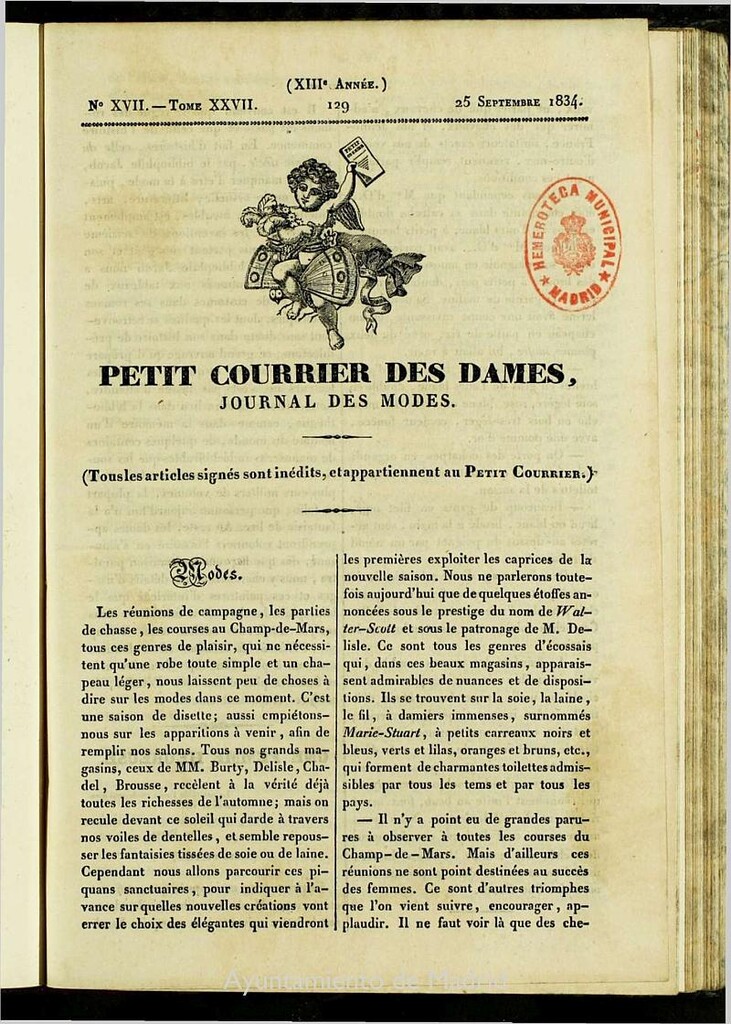 (XIIIe Année.)
No XVII. — Tome XXVII. 129 25 Septembre 1834.
PETIT
HEMEROTECA MUNICIPAL
★ MADRID ★
PETIT COURRIER DES DAMES,
JOURNAL DES MODES.
(Tous les articles signés sont inédits, et appartiennent au Petit Courrier.)
Modes.
Les réunions de campagne, les parties
de chasse, les courses au Champ-de-Mars,
tous ces genres de plaisir, qui ne nécessi-
tent qu'une robe toute simple et un cha-
peau léger, nous laissent peu de choses à
dire sur les modes dans ce moment. C'est
une saison de disette; aussi empiétons-
nous sur les apparitions à venir, afin de
remplir nos salons. Tous nos grands ma-
gasins, ceux de MM. Burty, Delisle, Cha-
del, Brousse, recèlent à la vérité déjà
toutes les richesses de l'automne; mais on
recule devant ce soleil qui darde à travers
nos voiles de dentelles, et semble repous-
ser les fantaisies tissées de soie ou de laine.
Cependant nous allons parcourir ces pi-
quans sanctuaires, pour indiquer à l'a-
vance sur quelles nouvelles créations vont
errer le choix des élégantes qui viendront
les premières exploiter les caprices de la
nouvelle saison. Nous ne parlerons toute-
fois aujourd'hui que de quelques étoffes an-
noncées sous le prestige du nom de Wal-
ter-Scott et sous le patronage de M. De-
lisle. Ce sont tous les genres d'écossais
qui, dans ces beaux magasins, apparais-
sent admirables de nuances et de disposi-
tions. Ils se trouvent sur la soie, la laine,
le fil, à damiers immenses, surnommés
Marie-Stuart, à petits carreaux noirs et
bleus, verts et lilas, oranges et bruns, etc.,
qui forment de charmantes toilettes admis-
sibles par tous les tems et par tous les
pays.
— Il n'y a point eu de grandes paru-
res à observer à toutes les courses du
Champ-de-Mars. Mais d'ailleurs ces
réunions ne sont point destinées au succès
des femmes. Ce sont d'autres triomphes
que l'on vient suivre, encourager, ap-
plaudir. Il ne faut voir là que des che-
Ayuntamiento de Madrid